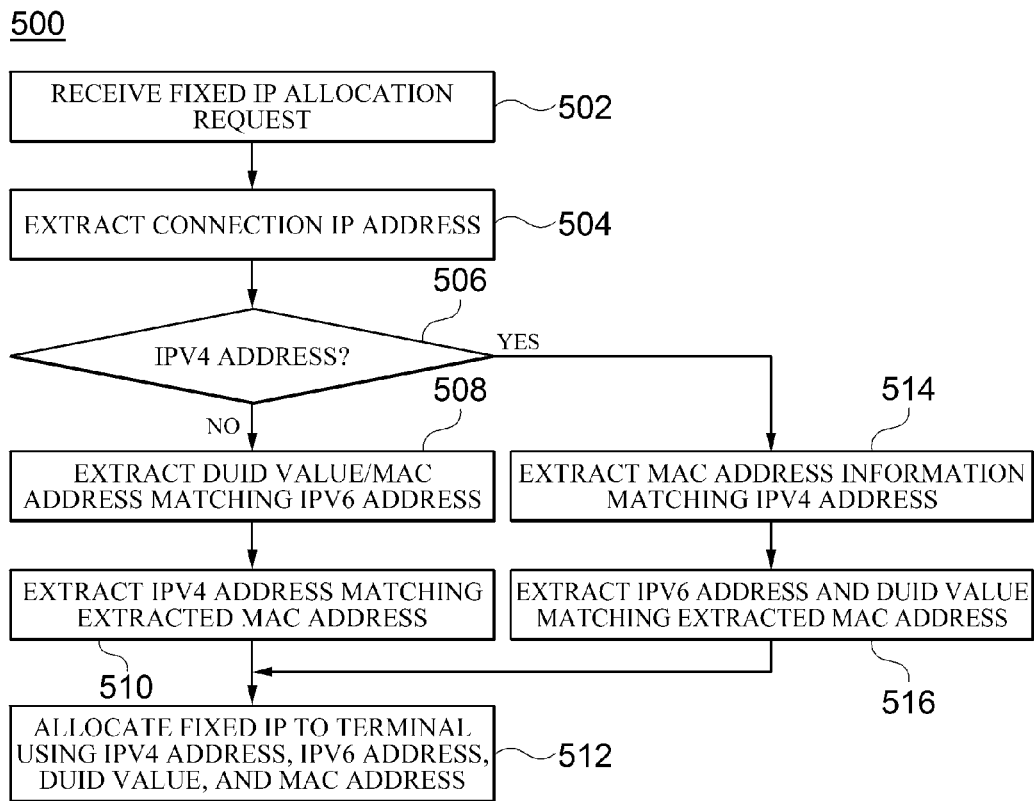 500
RECEIVE FIXED IP ALLOCATION
REQUEST
502
EXTRACT CONNECTION IP ADDRESS
504
506
IPV4 ADDRESS?
YES
NO
508
EXTRACT DUID VALUE/MAC
ADDRESS MATCHING IPV6 ADDRESS
514
EXTRACT MAC ADDRESS INFORMATION
MATCHING IPV4 ADDRESS
EXTRACT IPV4 ADDRESS MATCHING
EXTRACTED MAC ADDRESS
510
EXTRACT IPV6 ADDRESS AND DUID VALUE
MATCHING EXTRACTED MAC ADDRESS
516
ALLOCATE FIXED IP TO TERMINAL
USING IPV4 ADDRESS, IPV6 ADDRESS,
DUID VALUE, AND MAC ADDRESS
512